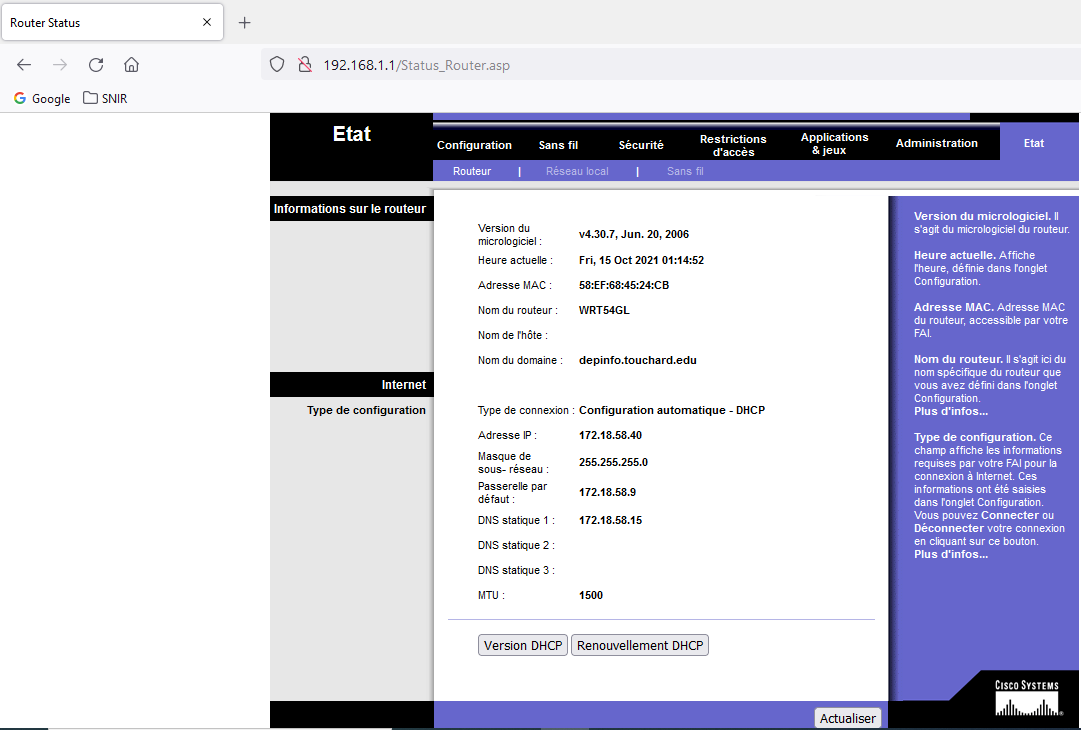 Router Status
192.168.1.1/Status_Router.asp
Google
SNIR
Etat
Configuration
Sans fil
Sécurité
Restrictions
d'accès
Applications
& jeux
Administration
Etat
Routeur | Réseau local | Sans fil
Informations sur le routeur
Version du
micrologiciel : v4.30.7, Jun. 20, 2006
Heure actuelle : Fri, 15 Oct 2021 01:14:52
Adresse MAC : 58:EF:68:45:24:CB
Nom du routeur : WRT54GL
Nom de l'hôte :
Nom du domaine : depinfo.touchard.edu
Internet
Type de configuration
Type de connexion : Configuration automatique - DHCP
Adresse IP : 172.18.58.40
Masque de
sous- réseau : 255.255.255.0
Passerelle par
défaut : 172.18.58.9
DNS statique 1 : 172.18.58.15
DNS statique 2 :
DNS statique 3 :
MTU : 1500
Version DHCP
Renouvellement DHCP
Version du micrologiciel. Il
s'agit du micrologiciel du routeur.
Heure actuelle. Affiche
l'heure, définie dans l'onglet
Configuration.
Adresse MAC. Adresse MAC
du routeur, accessible par votre
FAI.
Nom du routeur. Il s'agit ici du
nom spécifique du routeur que
vous avez défini dans l'onglet
Configuration.
Plus d'infos...
Type de configuration. Ce
champ affiche les informations
requises par votre FAI pour la
connexion à Internet. Ces
informations ont été saisies
dans l'onglet Configuration.
Vous pouvez Connecter ou
Déconnecter votre connexion
en cliquant sur ce bouton.
Plus d'infos...
Actualiser
CISCO SYSTEMS